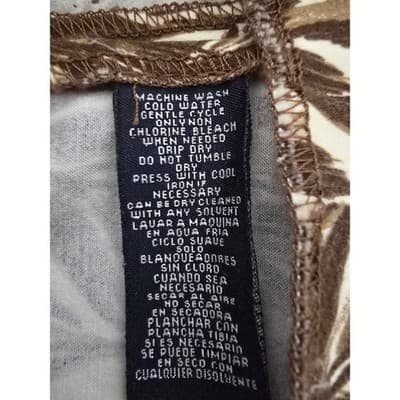 MACHINE WASH
COLD WATER
GENTLE CYCLE
ONLY NON
CHLORINE BLEACH
WHEN NEEDED
DRIP DRY
DO NOT TUMBLE
DRY
PRESS WITH COOL
IRON IF
NECESSARY
CAN BE DRY CLEANED
WITH ANY SOLVENT
LAVAR A MAQUINA
EN AGUA FRIA
CICLO SUAVE
SOLO
BLANQUEADORES
SIN CLORO
CUANDO SEA
NECESARIO
SECAR AL AIRE
NO SECAR
EN SECADORA
PLANCHAR CON
PLANCHA TIBIA
SI ES NECESARIO
SE PUEDE LIMPIAR
EN SECO CON
CUALQUIER DISOLVENTE